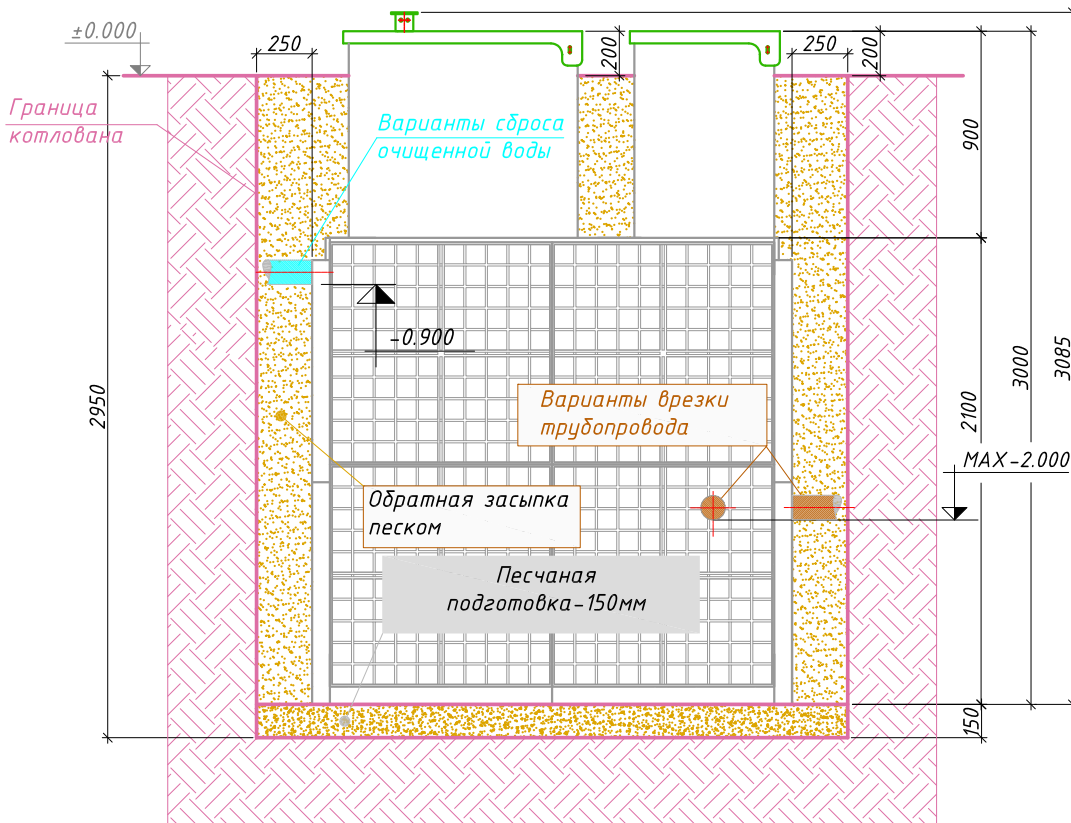 ±0.000
250
200
250
200
Граница
котлована
Варианты сброса
очищенной воды
900
-0.900
3000
3085
2950
Варианты врезки
трубопровода
2100
MAX-2.000
Обратная засыпка
песком
Песчаная
подготовка-150мм
150